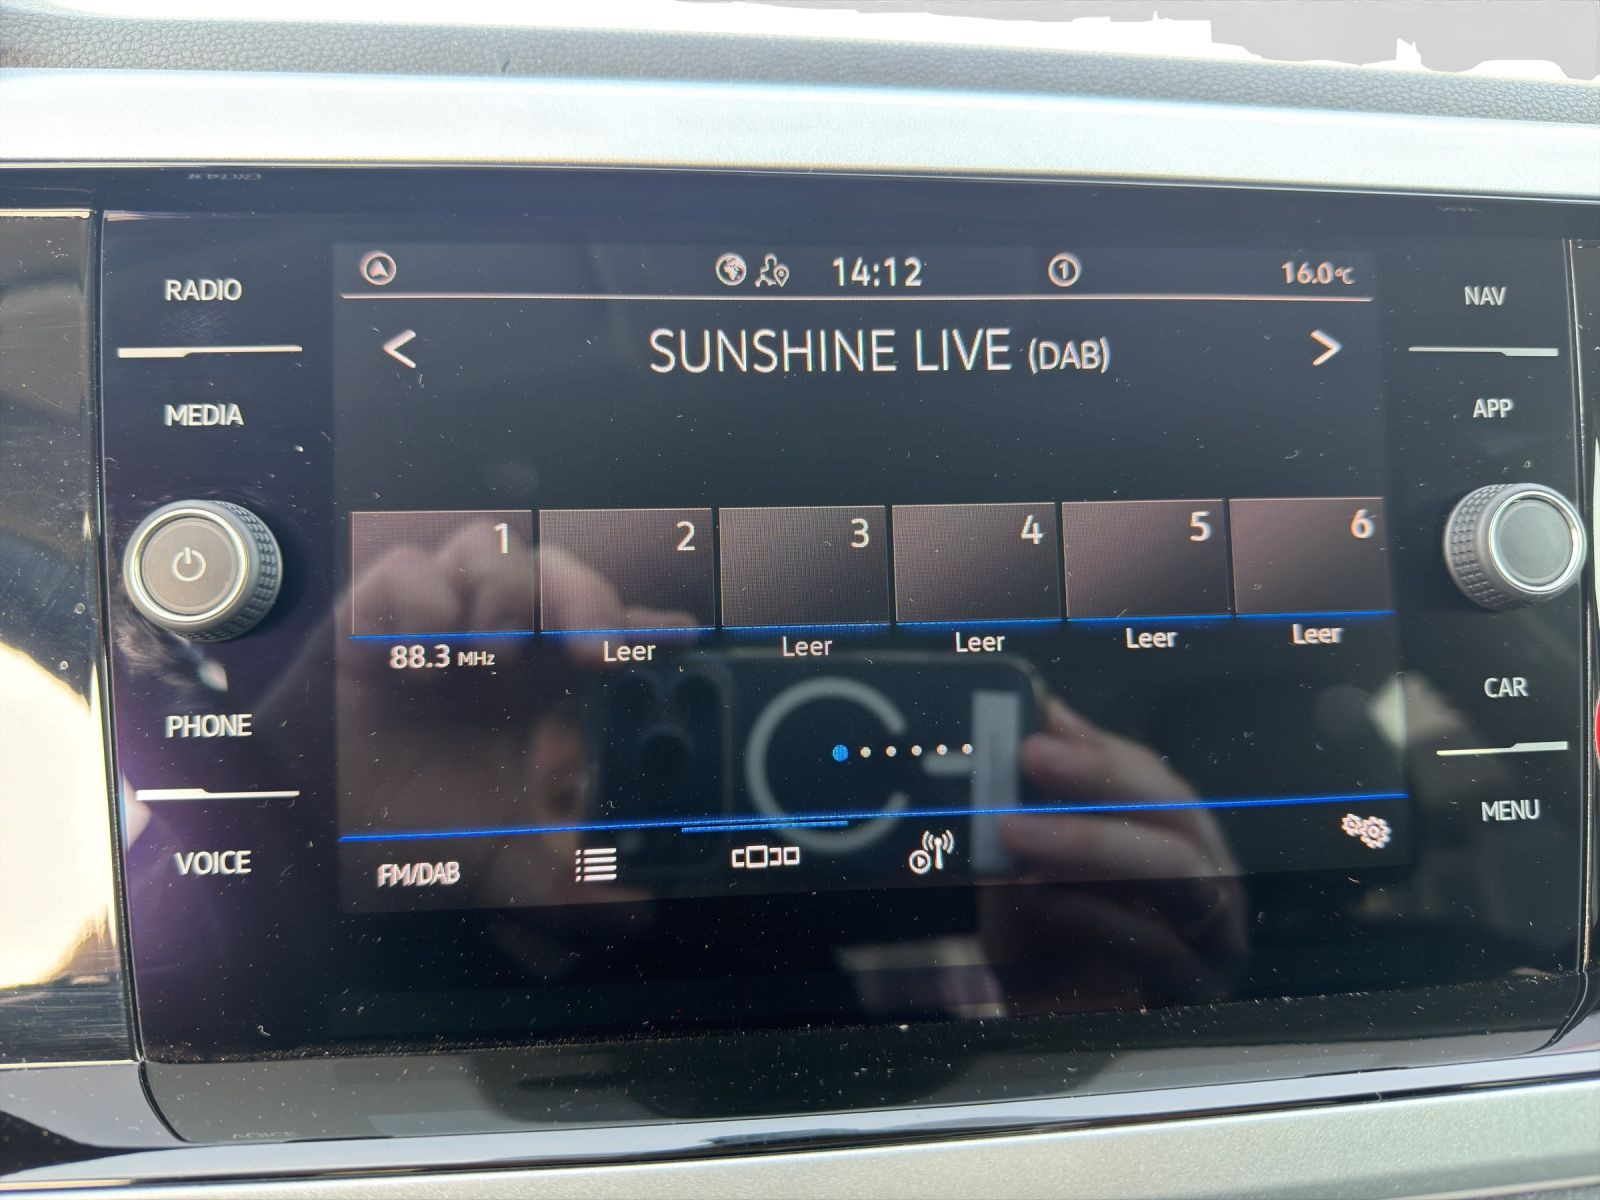 14:12 1 16.0°C
RADIO
NAV
< SUNSHINE LIVE (DAB) >
MEDIA
APP
1 2 3 4 5 6
88.3 MHz Leer Leer Leer Leer Leer
PHONE
CAR
MENU
VOICE
FM/DAB